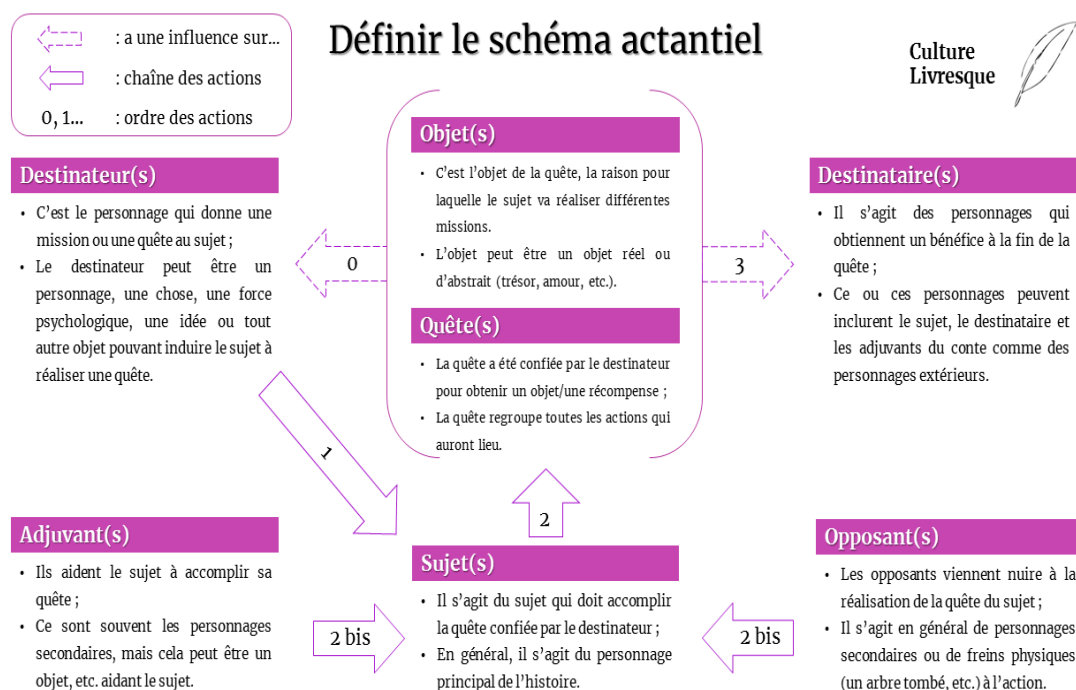 : a une influence sur...
: chaîne des actions
0, 1... : ordre des actions
Définir le schéma actantiel
Culture
Livresque
Objet(s)
• C’est l’objet de la quête, la raison pour
laquelle le sujet va réaliser différentes
missions.
• L’objet peut être un objet réel ou
d’abstrait (trésor, amour, etc.).
Quête(s)
• La quête a été confiée par le destinateur
pour obtenir un objet/une récompense ;
• La quête regroupe toutes les actions qui
auront lieu.
Destinateur(s)
• C’est le personnage qui donne une
mission ou une quête au sujet ;
• Le destinateur peut être un
personnage, une chose, une force
psychologique, une idée ou tout
autre objet pouvant induire le sujet à
réaliser une quête.
0
3
Destinataire(s)
• Il s’agit des personnages qui
obtiennent un bénéfice à la fin de la
quête ;
• Ce ou ces personnages peuvent
inclurent le sujet, le destinataire et
les adjuvants du conte comme des
personnages extérieurs.
1
2
Adjuvant(s)
• Ils aident le sujet à accomplir sa
quête ;
• Ce sont souvent les personnages
secondaires, mais cela peut être un
objet, etc. aidant le sujet.
2 bis
Sujet(s)
• Il s’agit du sujet qui doit accomplir
la quête confiée par le destinateur ;
• En général, il s’agit du personnage
principal de l’histoire.
2 bis
Opposant(s)
• Les opposants viennent nuire à la
réalisation de la quête du sujet ;
• Il s’agit en général de personnages
secondaires ou de freins physiques
(un arbre tombé, etc.) à l’action.